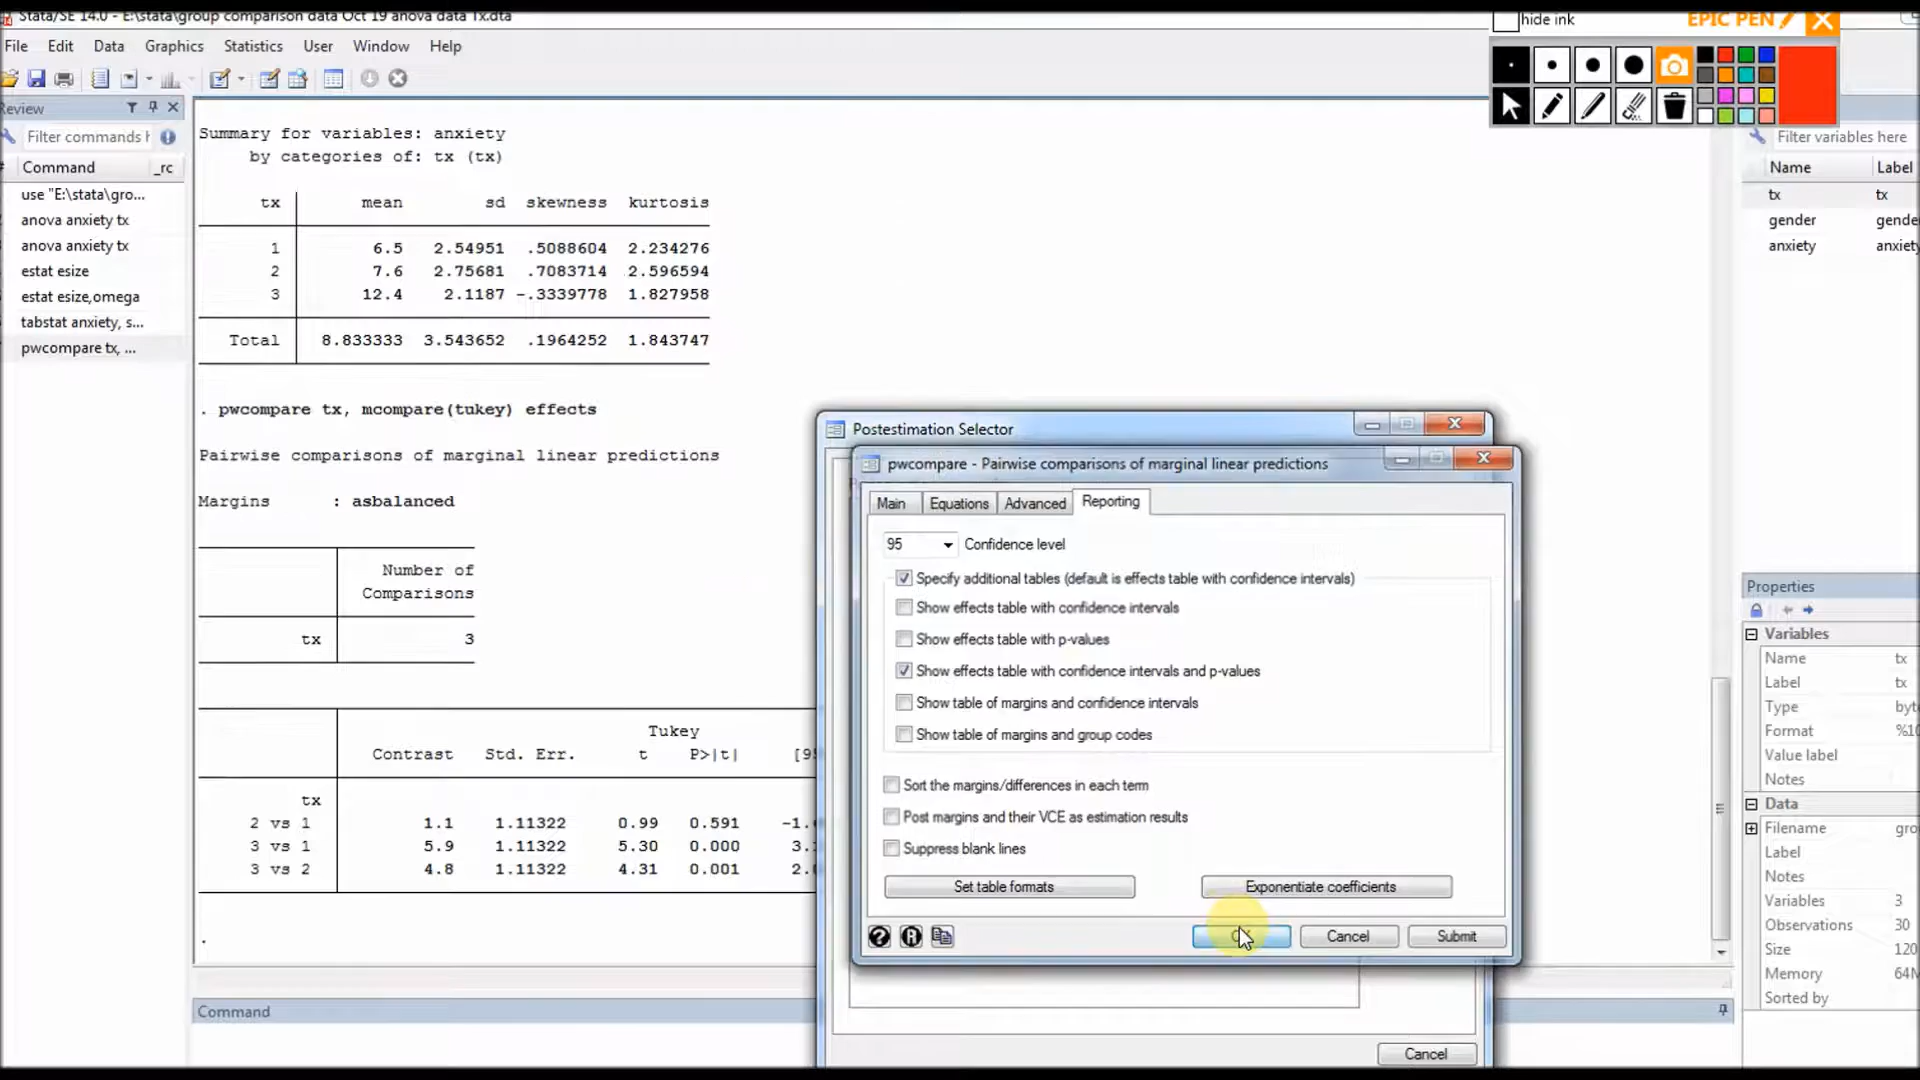 Stata/SE 14.0 - E:\stata\group comparison data Oct 19 anova data Tx.dta
hide ink
EPIC PEN
File Edit Data Graphics Statistics User Window Help
Review
Filter commands h
Command _rc
use "E:\stata\gro...
anova anxiety tx
anova anxiety tx
estat esize
estat esize,omega
tabstat anxiety, s...
pwcompare tx, ...
Summary for variables: anxiety
by categories of: tx (tx)
tx mean sd skewness kurtosis
1 6.5 2.54951 .5088604 2.234276
2 7.6 2.75681 .7083714 2.596594
3 12.4 2.1187 -.3339778 1.827958
Total 8.833333 3.543652 .1964252 1.843747
. pwcompare tx, mcompare(tukey) effects
Pairwise comparisons of marginal linear predictions
Margins : asbalanced
Number of
Comparisons
tx 3
Tukey
Contrast Std. Err. t P>|t| [9
tx
2 vs 1 1.1 1.11322 0.99 0.591 -1.
3 vs 1 5.9 1.11322 5.30 0.000 3.
3 vs 2 4.8 1.11322 4.31 0.001 2.
.
Command
Postestimation Selector
pwcompare - Pairwise comparisons of marginal linear predictions
Main Equations Advanced Reporting
95 Confidence level
Specify additional tables (default is effects table with confidence intervals)
Show effects table with confidence intervals
Show effects table with p-values
Show effects table with confidence intervals and p-values
Show table of margins and confidence intervals
Show table of margins and group codes
Sort the margins/differences in each term
Post margins and their VCE as estimation results
Suppress blank lines
Set table formats Exponentiate coefficients
Cancel Submit
Cancel
Filter variables here
Name Label
tx tx
gender gende
anxiety anxiet
Properties
Variables
Name tx
Label tx
Type byt
Format %10
Value label
Notes
Data
Filename gro
Label
Notes
Variables 3
Observations 30
Size 120
Memory 64M
Sorted by